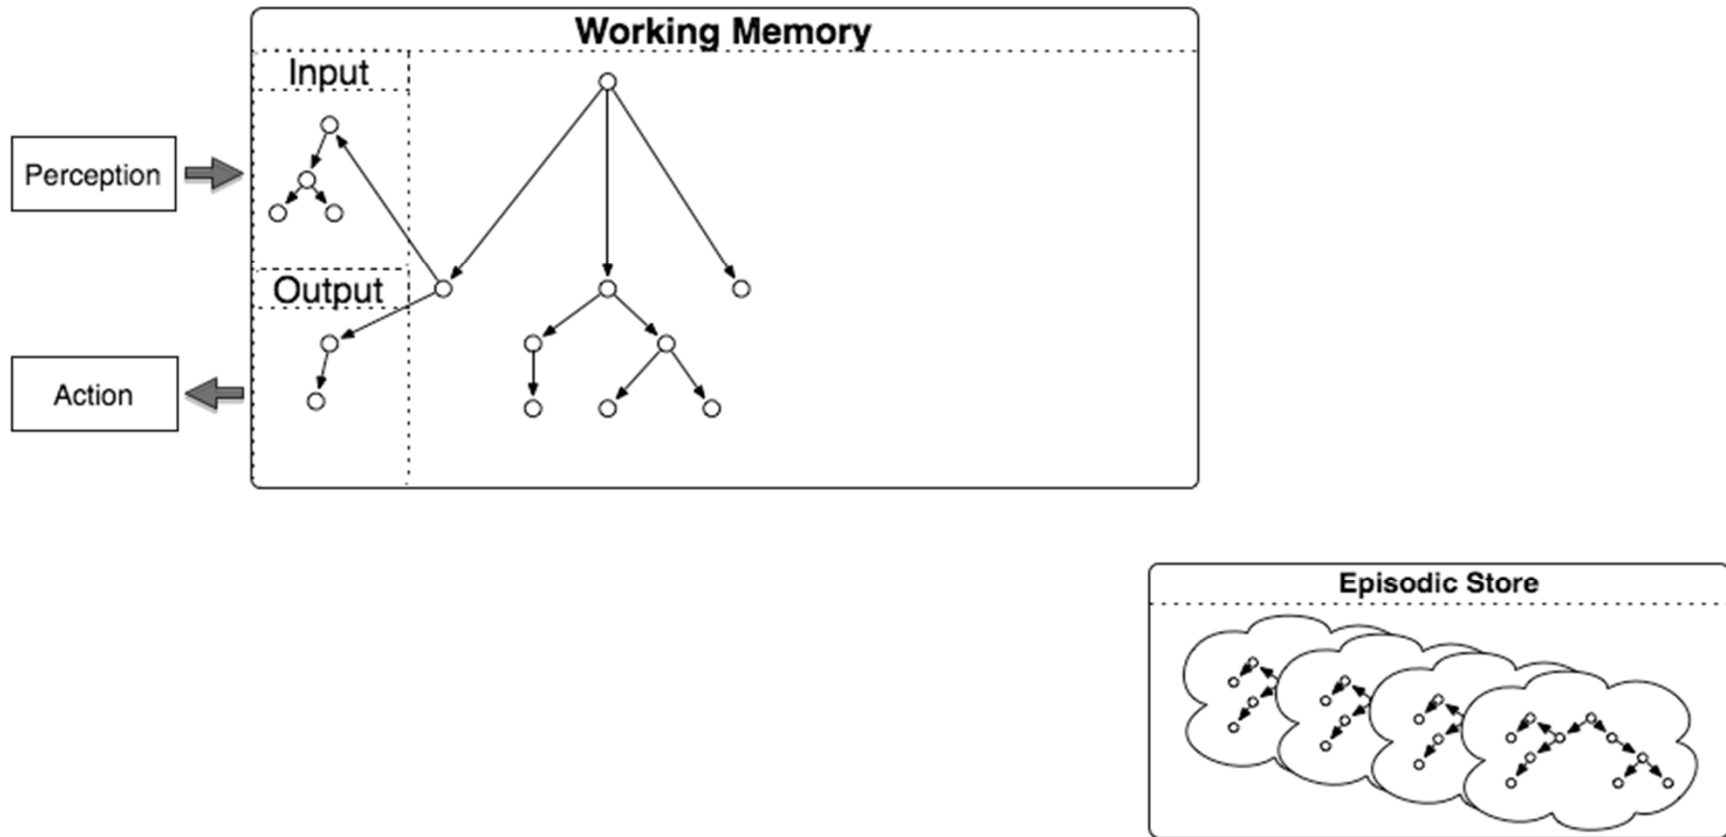 Working Memory
Input
Perception
Output
Action
Episodic Store